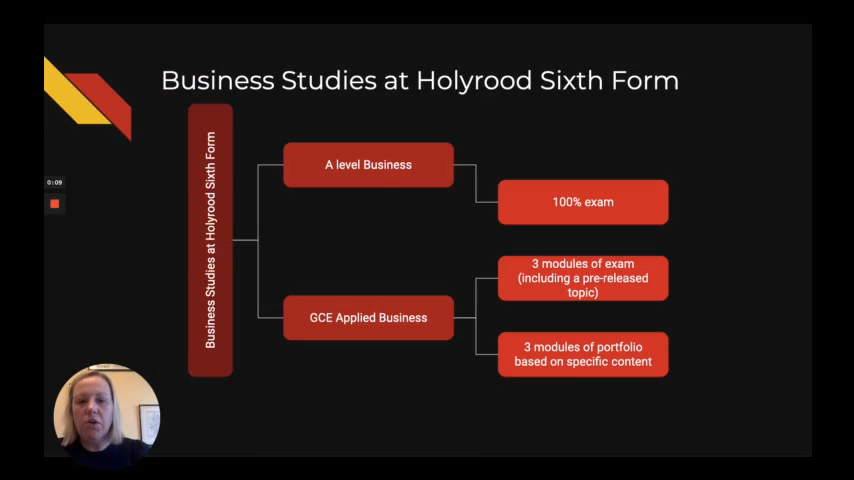 Business Studies at Holyrood Sixth Form
Business Studies at Holyrood Sixth Form
A level Business
100% exam
3 modules of exam
(including a pre-released
topic)
GCE Applied Business
3 modules of portfolio
based on specific content
0:09